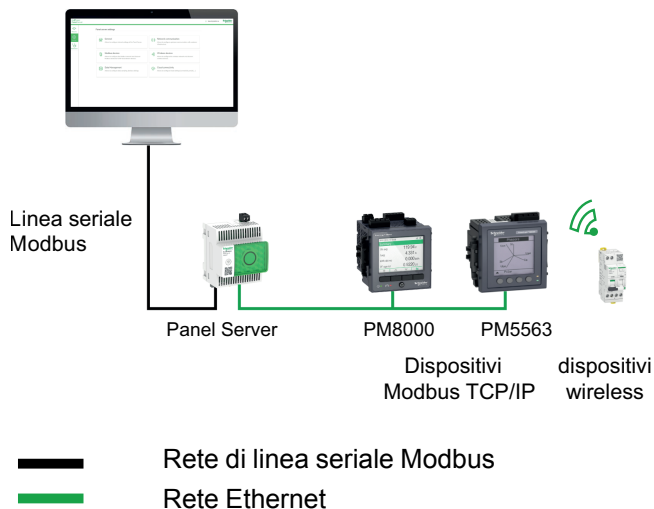 Linea seriale
Modbus
Panel Server
PM8000
PM5563
Dispositivi
Modbus TCP/IP
dispositivi
wireless
Rete di linea seriale Modbus
Rete Ethernet